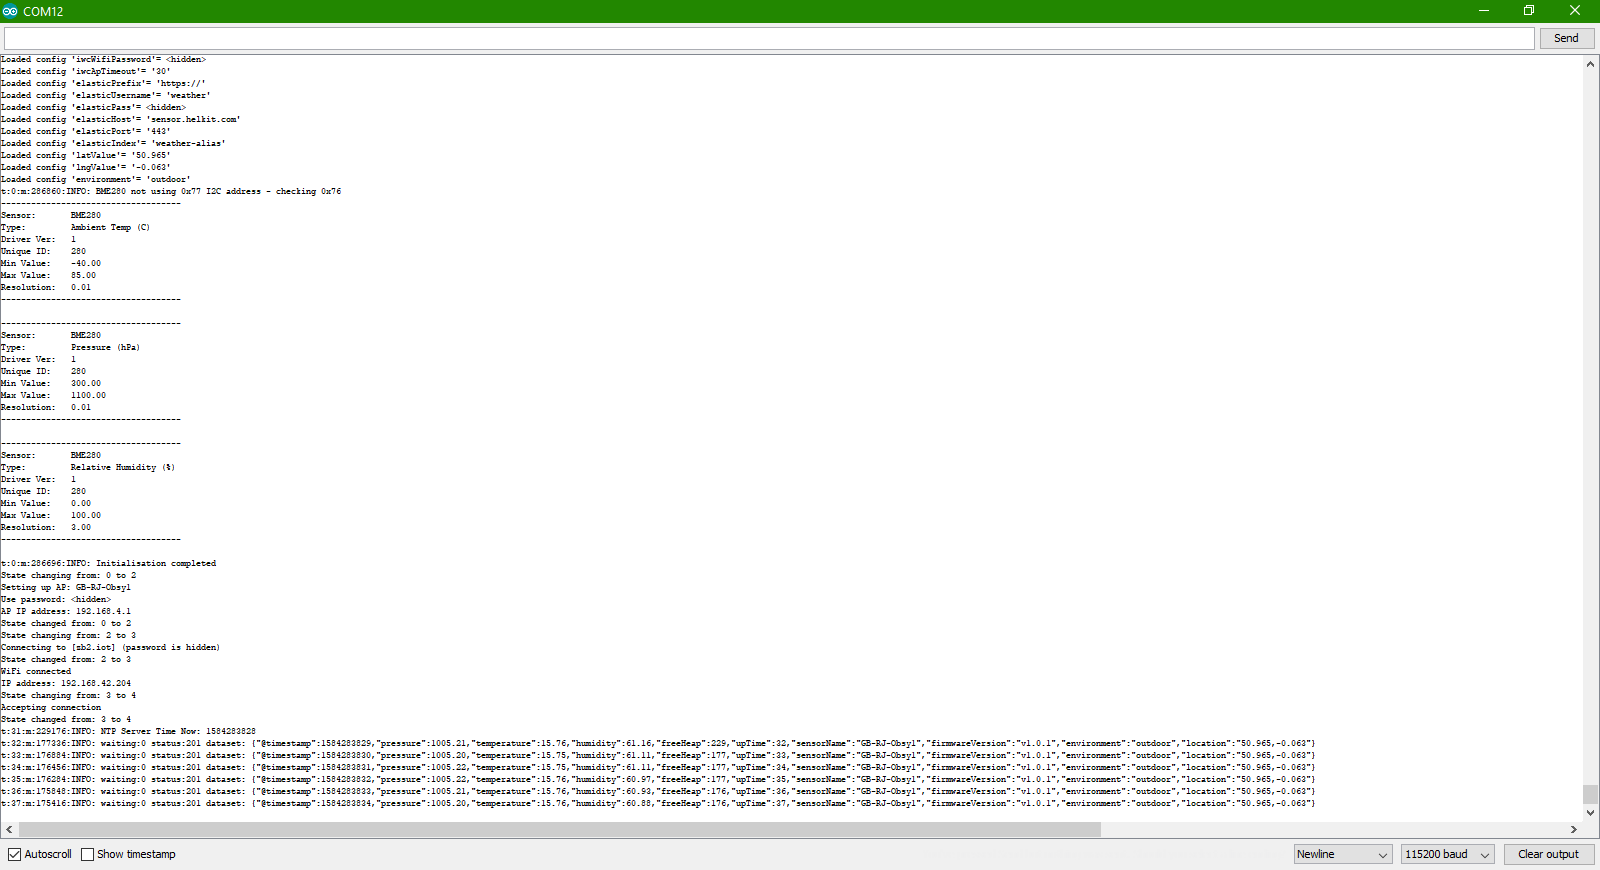 COM12
Send
Loaded config 'iwcWifiPassword'= <hidden>
Loaded config 'iwcApTimeout'= '30'
Loaded config 'elasticPrefix'= 'https://'
Loaded config 'elasticUsername'= 'weather'
Loaded config 'elasticPass'= <hidden>
Loaded config 'elasticHost'= 'sensor.helkit.com'
Loaded config 'elasticPort'= '443'
Loaded config 'elasticIndex'= 'weather-alias'
Loaded config 'latValue'= '50.965'
Loaded config 'lngValue'= '-0.063'
Loaded config 'environment'= 'outdoor'
t:0:m:286860:INFO: BME280 not using 0x77 I2C address - checking 0x76
------------------------------------
Sensor:       BME280
Type:         Ambient Temp (C)
Driver Ver:   1
Unique ID:    280
Min Value:    -40.00
Max Value:    85.00
Resolution:   0.01
------------------------------------
------------------------------------
Sensor:       BME280
Type:         Pressure (hPa)
Driver Ver:   1
Unique ID:    280
Min Value:    300.00
Max Value:    1100.00
Resolution:   0.01
------------------------------------
------------------------------------
Sensor:       BME280
Type:         Relative Humidity (%)
Driver Ver:   1
Unique ID:    280
Min Value:    0.00
Max Value:    100.00
Resolution:   3.00
------------------------------------
t:0:m:286696:INFO: Initialisation completed
State changing from: 0 to 2
Setting up AP: GB-RJ-Obsy1
Use password: <hidden>
AP IP address: 192.168.4.1
State changed from: 0 to 2
State changing from: 2 to 3
Connecting to [sb2.iot] (password is hidden)
State changed from: 2 to 3
WiFi connected
IP address: 192.168.42.204
State changing from: 3 to 4
Accepting connection
State changed from: 3 to 4
t:31:m:229176:INFO: NTP Server Time Now: 1584283828
t:32:m:177336:INFO: waiting:0 status:201 dataset: {"@timestamp":1584283829,"pressure":1005.21,"temperature":15.76,"humidity":61.16,"freeHeap":229,"upTime":32,"sensorName":"GB-RJ-Obsy1","firmwareVersion":"v1.0.1","environment":"outdoor","location":"50.965,-0.063"}
t:33:m:176884:INFO: waiting:0 status:201 dataset: {"@timestamp":1584283830,"pressure":1005.20,"temperature":15.75,"humidity":61.11,"freeHeap":177,"upTime":33,"sensorName":"GB-RJ-Obsy1","firmwareVersion":"v1.0.1","environment":"outdoor","location":"50.965,-0.063"}
t:34:m:176456:INFO: waiting:0 status:201 dataset: {"@timestamp":1584283831,"pressure":1005.22,"temperature":15.75,"humidity":61.11,"freeHeap":177,"upTime":34,"sensorName":"GB-RJ-Obsy1","firmwareVersion":"v1.0.1","environment":"outdoor","location":"50.965,-0.063"}
t:35:m:176284:INFO: waiting:0 status:201 dataset: {"@timestamp":1584283832,"pressure":1005.22,"temperature":15.76,"humidity":60.97,"freeHeap":177,"upTime":35,"sensorName":"GB-RJ-Obsy1","firmwareVersion":"v1.0.1","environment":"outdoor","location":"50.965,-0.063"}
t:36:m:175848:INFO: waiting:0 status:201 dataset: {"@timestamp":1584283833,"pressure":1005.21,"temperature":15.76,"humidity":60.93,"freeHeap":176,"upTime":36,"sensorName":"GB-RJ-Obsy1","firmwareVersion":"v1.0.1","environment":"outdoor","location":"50.965,-0.063"}
t:37:m:175416:INFO: waiting:0 status:201 dataset: {"@timestamp":1584283834,"pressure":1005.20,"temperature":15.76,"humidity":60.88,"freeHeap":176,"upTime":37,"sensorName":"GB-RJ-Obsy1","firmwareVersion":"v1.0.1","environment":"outdoor","location":"50.965,-0.063"}
Autoscroll Show timestamp Newline 115200 baud Clear output